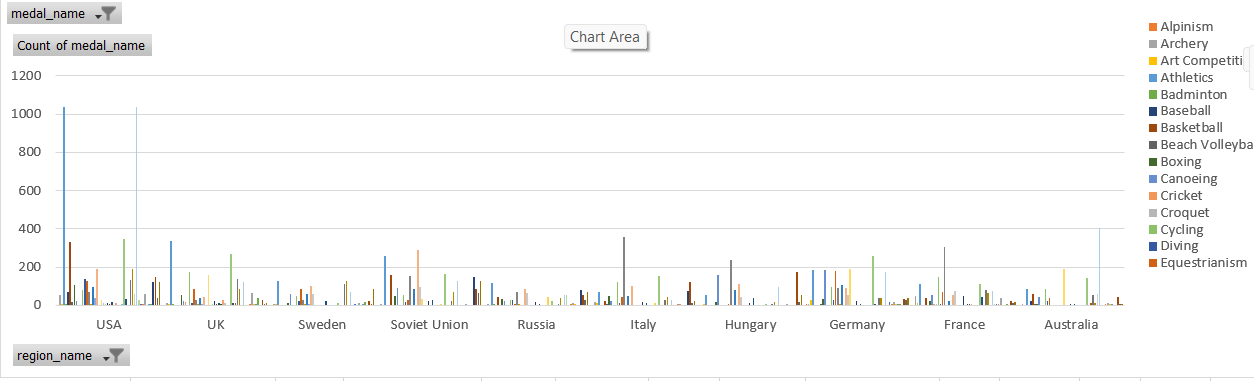 medal_name
Chart Area
Count of medal_name
1200
1000
800
600
400
200
0
USA UK Sweden Soviet Union Russia Italy Hungary Germany France Australia
region_name
Alpinism
Archery
Art Competiti
Athletics
Badminton
Baseball
Basketball
Beach Volleyba
Boxing
Canoeing
Cricket
Croquet
Cycling
Diving
Equestrianism